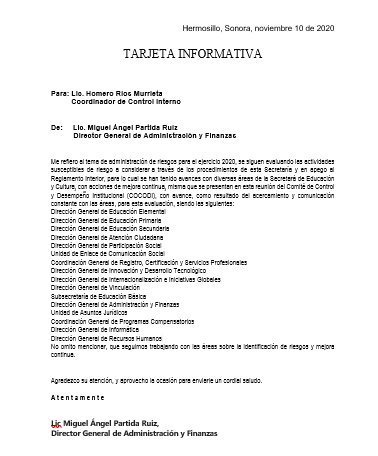 Hermosillo, Sonora, noviembre 10 de 2020
TARJETA INFORMATIVA
Para: Lic. Homero Ríos Murrieta
Coordinador de Control Interno
De: Lic. Miguel Ángel Partida Ruiz
Director General de Administración y Finanzas
Me refiero al tema de administración de riesgos para el ejercicio 2020, se siguen evaluando las actividades
susceptibles de riesgo a considerar a traves de los procedimientos de esta Secretaría y en apego al
Reglamento Interior, para lo cual se han tenido avances con diversas áreas de la Secretaría de Educación
y Cultura, con acciones de mejora continua, misma que se presentan en esta reunión del Comité de Control
y Desempeño Institucional (COCODI), con avance, como resultado del acercamiento y comunicación
constante con las áreas, para esta evaluación, siendo las siguientes:
Dirección General de Educación Elemental
Dirección General de Educación Primaria
Dirección General de Educación Secundaria
Dirección General de Atención Ciudadana
Dirección General de Participación Social
Unidad de Enlace de Comunicación Social
Coordinación General de Registro, Certificación y Servicios Profesionales
Dirección General de Innovación y Desarrollo Tecnológico
Dirección General de Internacionalización e Iniciativas Globales
Dirección General de Vinculación
Subsecretaría de Educación Básica
Dirección General de Administración y Finanzas
Unidad de Asuntos Jurídicos
Coordinación General de Programas Compensatorios
Dirección General de Informática
Dirección General de Recursos Humanos
No omito mencionar, que seguimos trabajando con las áreas sobre la identificación de riesgos y mejora
continua.
Agradezco su atención, y aprovecho la ocasión para enviarle un cordial saludo.
A t e n t a m e n t e
Lic Miguel Ángel Partida Ruiz,
Director General de Administración y Finanzas